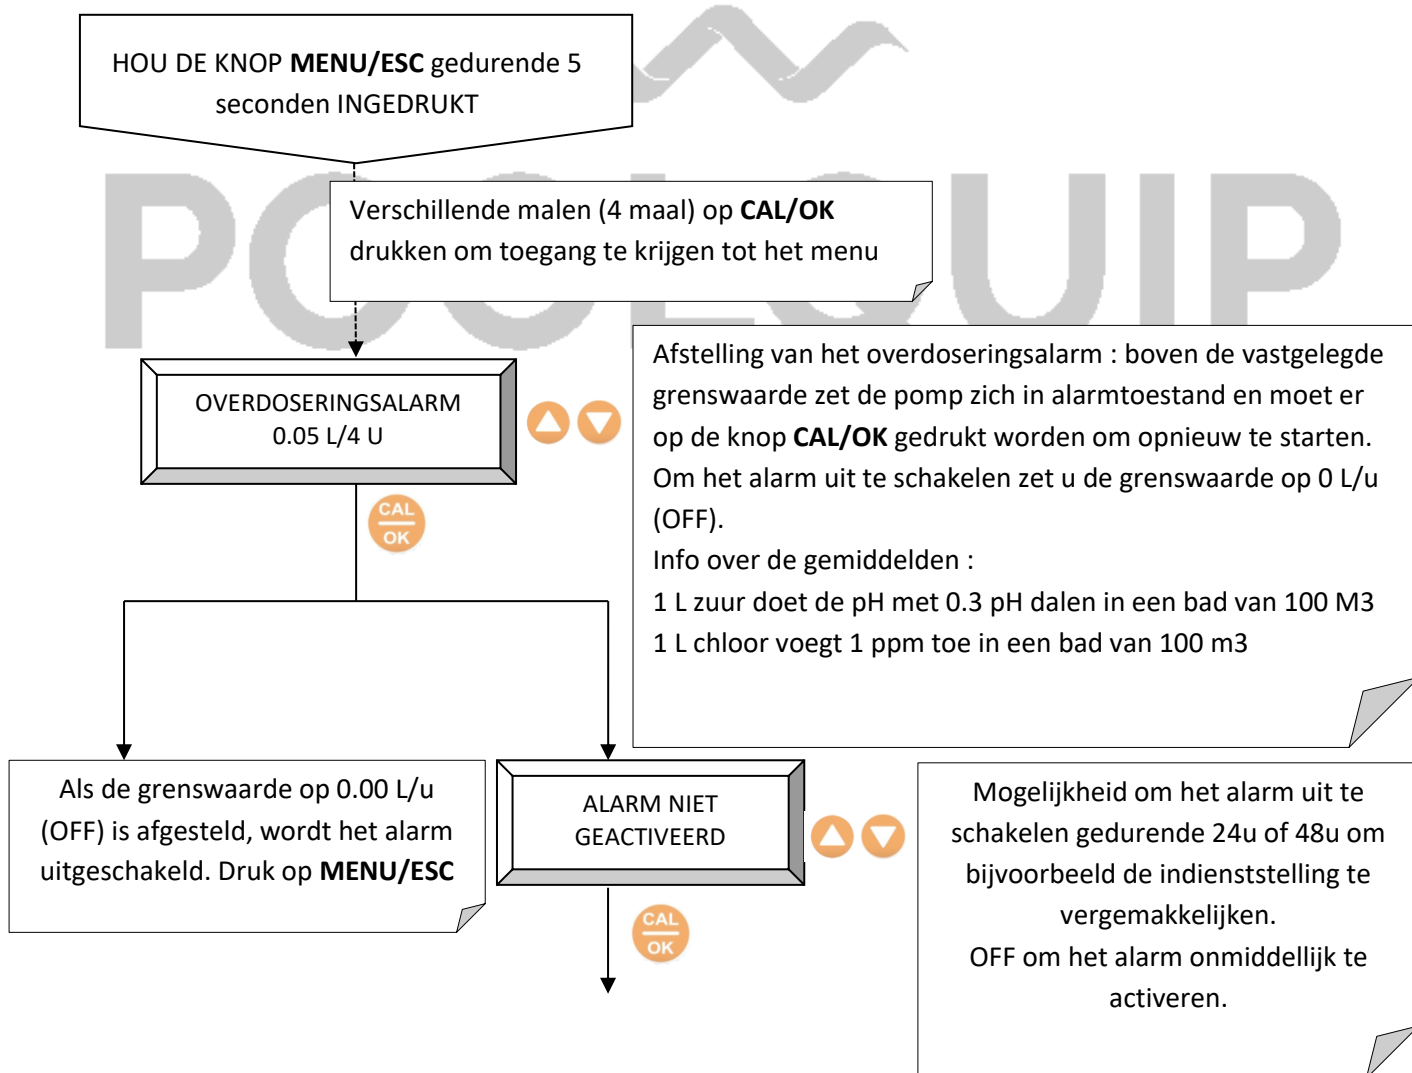 HOU DE KNOP MENU/ESC gedurende 5
seconden INGEDRUKT
POOLQUIP
Verschillende malen (4 maal) op CAL/OK
drukken om toegang te krijgen tot het menu
OVERDOSERINGSALARM
0.05 L/4 U
CAL
OK
Afstelling van het overdoseringsalarm : boven de vastgelegde
grenswaarde zet de pomp zich in alarmtoestand en moet er
op de knop CAL/OK gedrukt worden om opnieuw te starten.
Om het alarm uit te schakelen zet u de grenswaarde op 0 L/u
(OFF).
Info over de gemiddelden :
1 L zuur doet de pH met 0.3 pH dalen in een bad van 100 M3
1 L chloor voegt 1 ppm toe in een bad van 100 m3
Als de grenswaarde op 0.00 L/u
(OFF) is afgesteld, wordt het alarm
uitgeschakeld. Druk op MENU/ESC
ALARM NIET
GEACTIVEERD
CAL
OK
Mogelijkheid om het alarm uit te
schakelen gedurende 24u of 48u om
bijvoorbeeld de indienststelling te
vergemakkelijken.
OFF om het alarm onmiddellijk te
activeren.